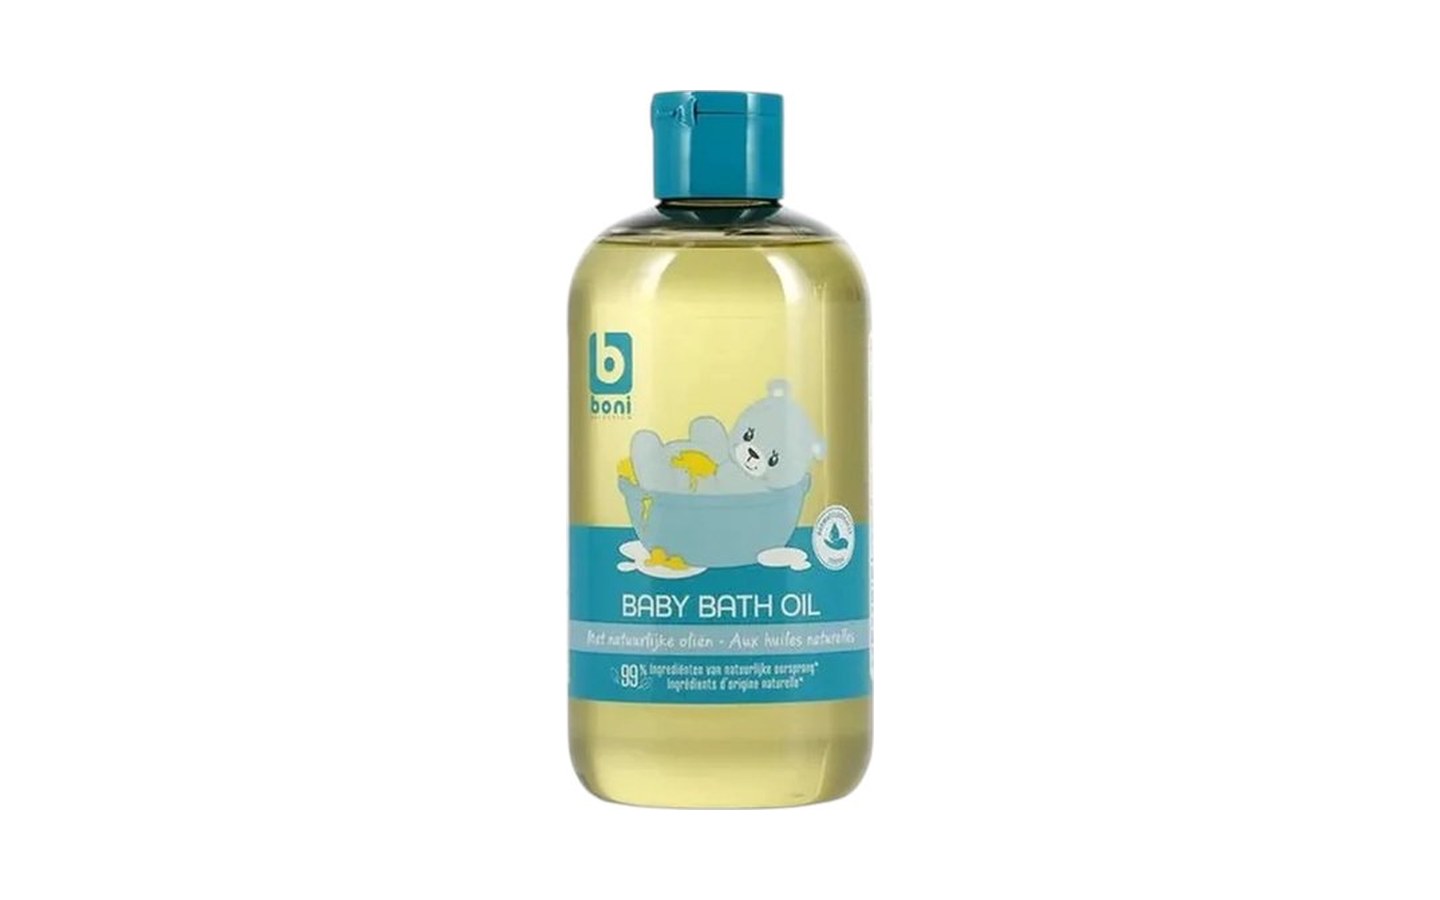 b
boni
BABY BATH OIL
Met natuurlijke oliën - Aux huiles naturelles
99% Ingrediënten van natuurlijke oorsprong*
Ingrédients d'origine naturelle*